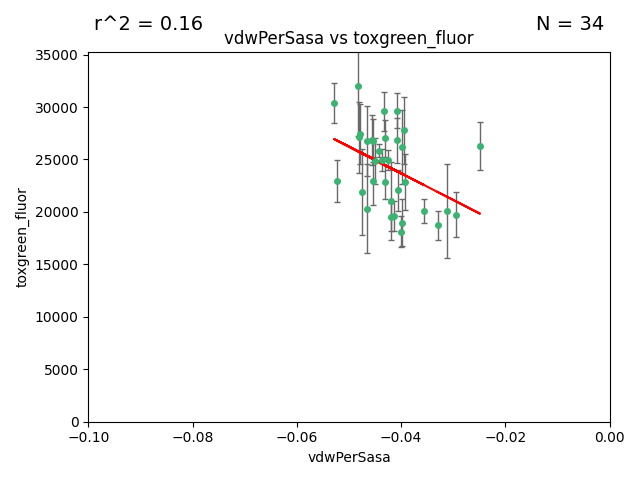 r^2 = 0.16
N = 34
vdwPerSasa vs toxgreen_fluor
35000
30000
25000
20000
15000
10000
5000
0
toxgreen_fluor
−0.10
−0.08
−0.06
−0.04
−0.02
0.00
vdwPerSasa